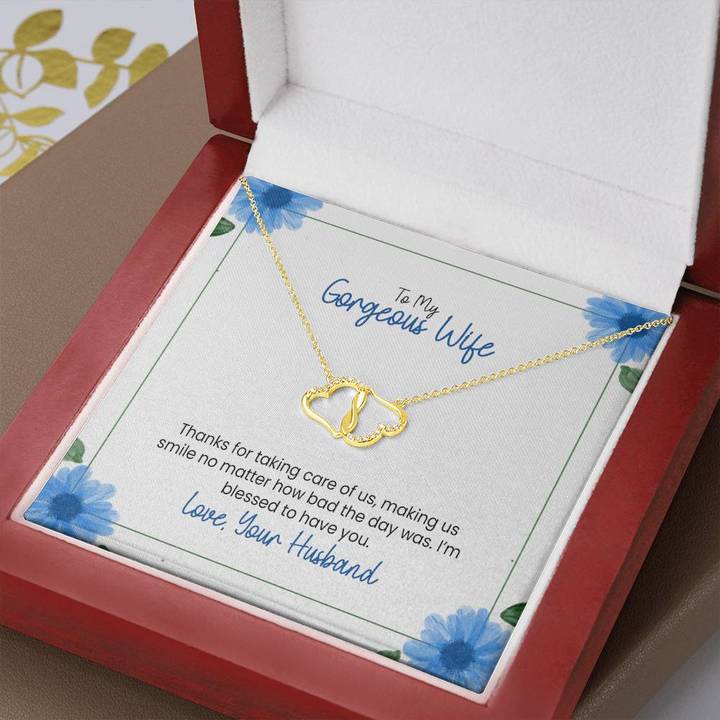 To My
Gorgeous Wife
Thanks for taking care of us, making us
smile no matter how bad the day was. I'm
blessed to have you.
Love, Your Husband